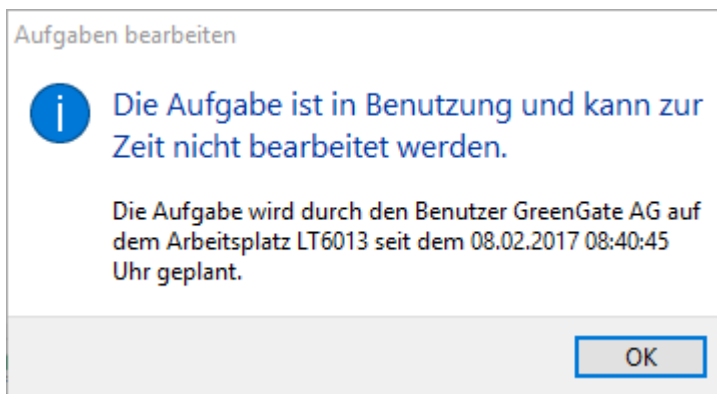 Aufgaben bearbeiten
Die Aufgabe ist in Benutzung und kann zur
Zeit nicht bearbeitet werden.
Die Aufgabe wird durch den Benutzer GreenGate AG auf
dem Arbeitsplatz LT6013 seit dem 08.02.2017 08:40:45
Uhr geplant.
OK